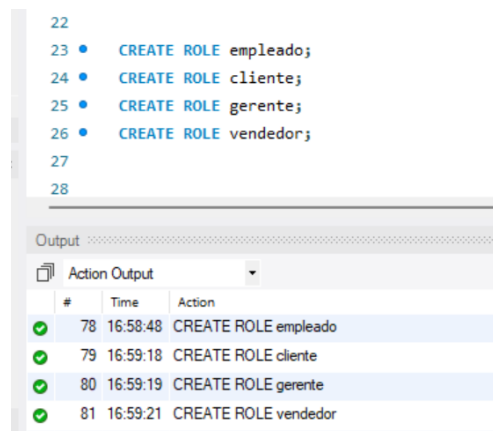 22
23 CREATE ROLE empleado;
24 CREATE ROLE cliente;
25 CREATE ROLE gerente;
26 CREATE ROLE vendedor;
27
28
Output
Action Output
# Time Action
78 16:58:48 CREATE ROLE empleado
79 16:59:18 CREATE ROLE cliente
80 16:59:19 CREATE ROLE gerente
81 16:59:21 CREATE ROLE vendedor